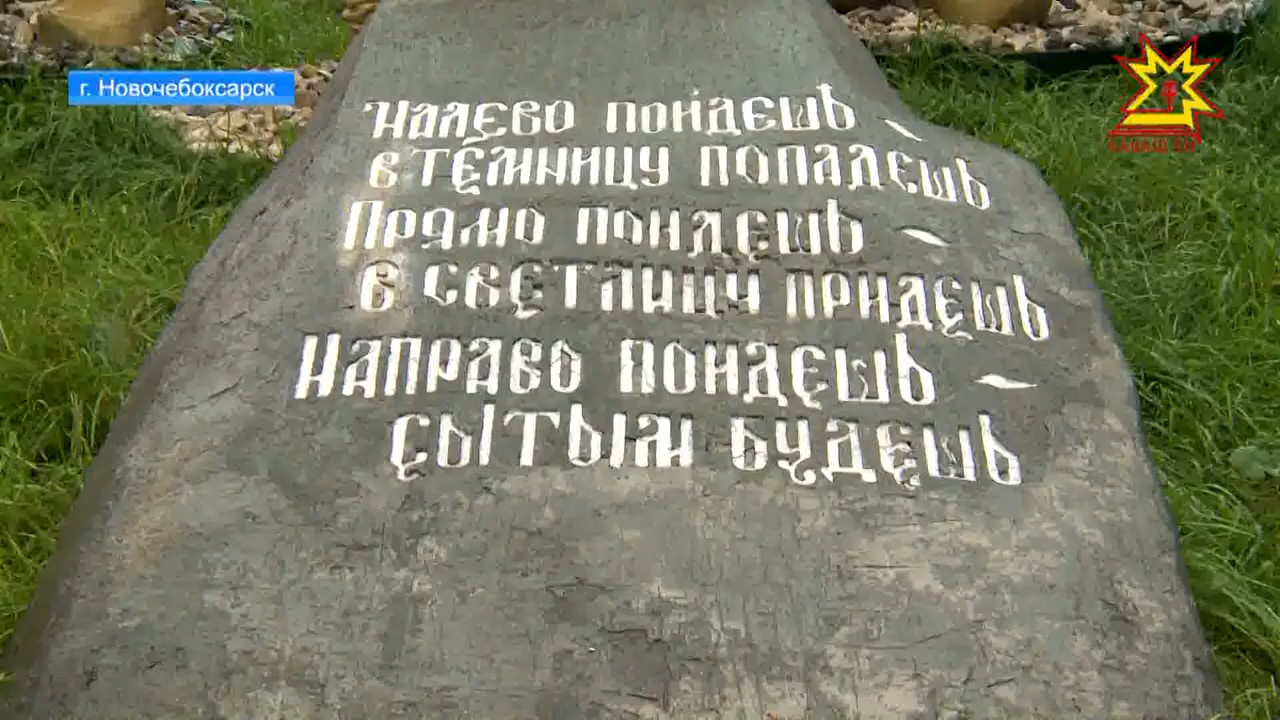 г. Новочебоксарск
Налево пойдешь -
в темницу попадешь
Прямо пойдешь -
в светлицу придешь
Направо пойдешь -
сытым будешь